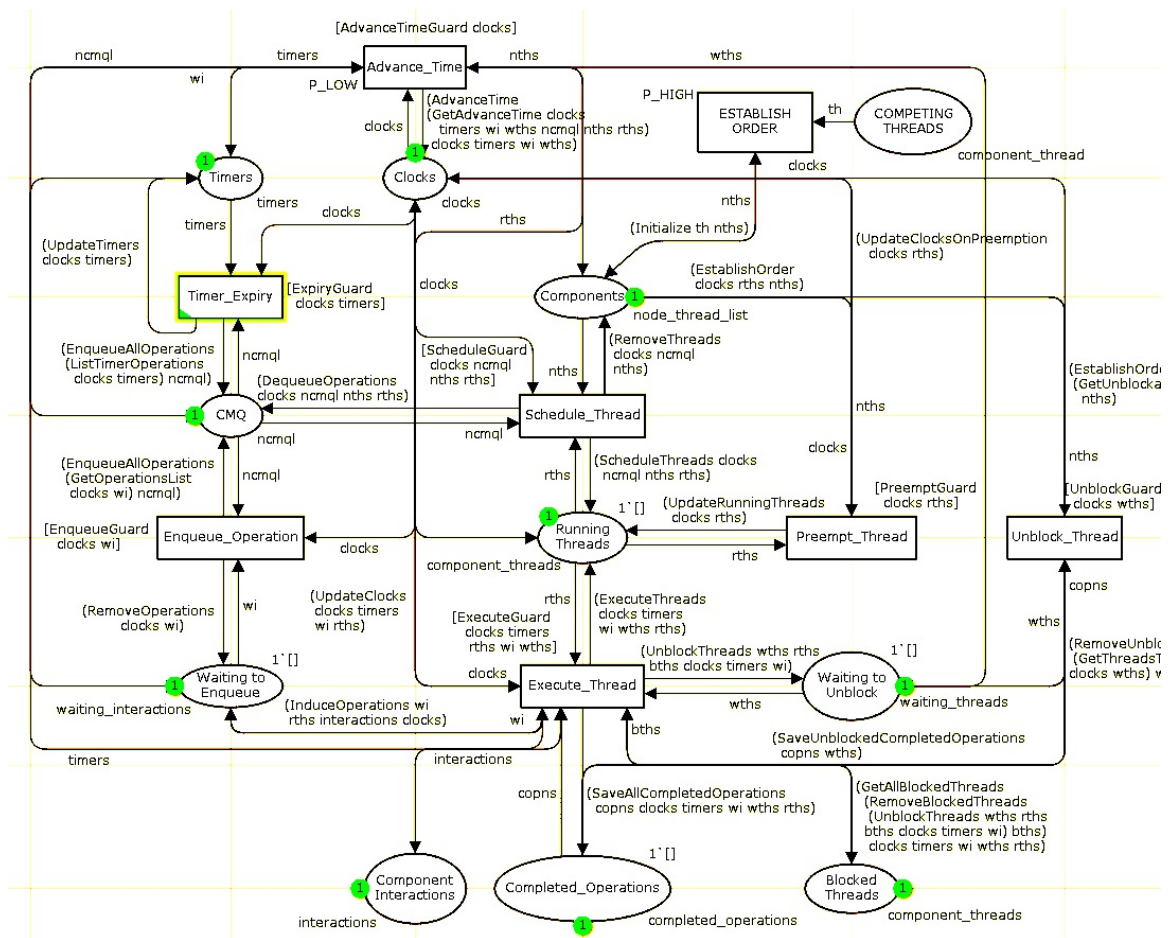 [AdvanceTimeGuard clocks]
ncmql
timers
Advance_Time
nths
wths
wi
P_LOW
clocks
(AdvanceTime
(GetAdvanceTime clocks
timers wi wths ncmql nths rths)
clocks timers wi wths)
P_HIGH
ESTABLISH
ORDER
th
COMPETING
THREADS
component_thread
clocks
1
Timers
timers
1
Clocks
clocks
nths
timers
clocks
rths
(Initialize th nths)
(UpdateTimers
clocks timers)
(UpdateClocksOnPreemption
clocks rths)
Timer_Expiry
[ExpiryGuard
clocks timers]
clocks
Components
1
node_thread_list
(EstablishOrder
clocks rths nths)
(EnqueueAllOperations
(ListTimerOperations
clocks timers) ncmql)
ncmql
[ScheduleGuard
clocks ncmql
nths rths]
nths
(RemoveThreads
clocks ncmql
nths)
(EstablishOrde
(GetUnblocka
nths)
(DequeueOperations
clocks ncmql nths rths)
1
CMQ
ncmql
ncmql
Schedule_Thread
nths
clocks
nths
(EnqueueAllOperations
(GetOperationsList
clocks wi) ncmql)
ncmql
rths
(ScheduleThreads clocks
ncmql nths rths)
[EnqueueGuard
clocks wi]
Enqueue_Operation
clocks
1
Running
Threads
1`[]
component_threads
(UpdateRunningThreads
clocks rths)
rths
[PreemptGuard
clocks rths]
Preempt_Thread
[UnblockGuard
clocks wths]
Unblock_Thread
(RemoveOperations
clocks wi)
wi
(UpdateClocks
clocks timers
wi rths)
rths
[ExecuteGuard
clocks timers
rths wi wths]
(ExecuteThreads
clocks timers
wi wths rths)
copns
wths
1`[]
1
Waiting to
Enqueue
waiting_interactions
clocks
Execute_Thread
(UnblockThreads wths rths
bths clocks timers wi)
wths
1`[]
Waiting to
Unblock
1
waiting_threads
(RemoveUnblo
(GetThreadsT
clocks wths) w
(InduceOperations wi
rths interactions clocks)
wi
bths
(SaveUnblockedCompletedOperations
copns wths)
timers
interactions
copns
(SaveAllCompletedOperations
copns clocks timers wi wths rths)
(GetAllBlockedThreads
(RemoveBlockedThreads
(UnblockThreads wths rths
bths clocks timers wi) bths)
clocks timers wi wths rths)
1
Component
Interactions
interactions
1`[]
Completed_Operations
1
completed_operations
Blocked
Threads
1
component_threads